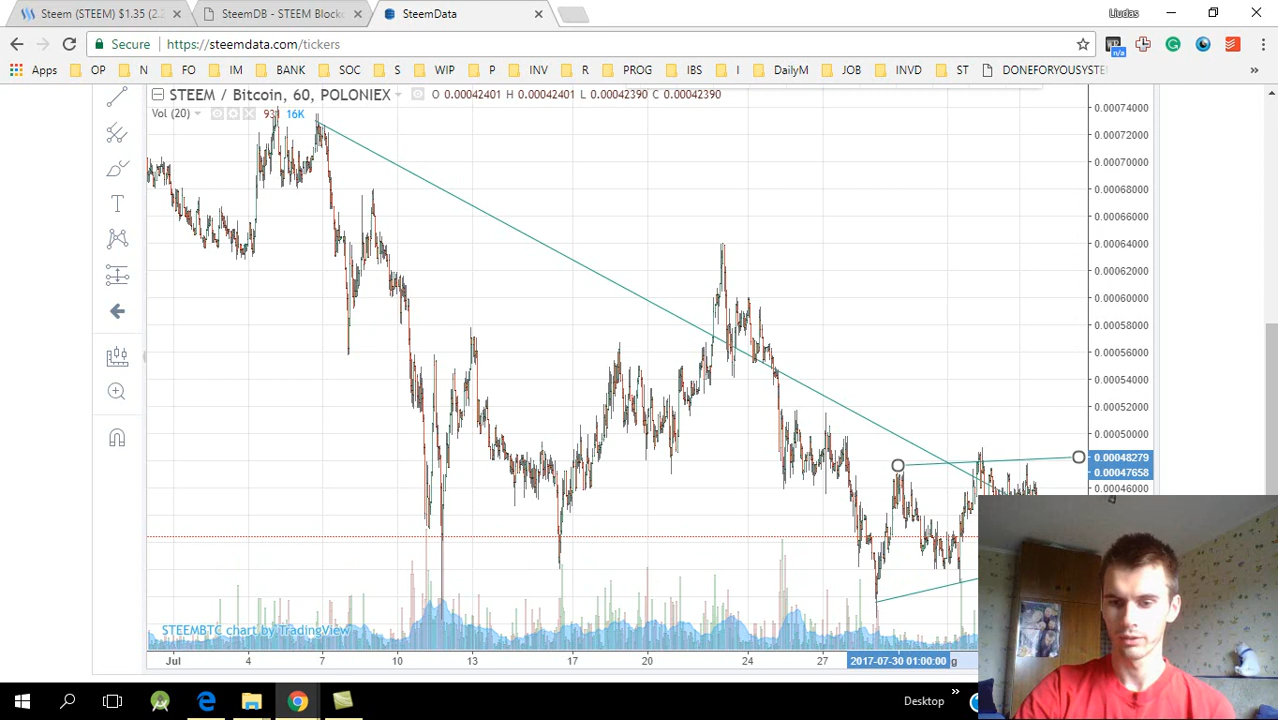 Steem (STEEM) $1.35 (2.2
SteemDB - STEEM Blockc
SteemData
Liudas
Secure
https://steemdata.com/tickers
n/a
Apps
OP
N
FO
IM
BANK
SOC
S
WIP
P
INV
R
PROG
IBS
I
DailyM
JOB
INVD
ST
DONEFORYOUSYSTE
»
STEEM / Bitcoin, 60, POLONIEX
O 0.00042401 H 0.00042401 L 0.00042390 C 0.00042390
Vol (20)
931 16K
T
0.00074000
0.00072000
0.00070000
0.00068000
0.00066000
0.00064000
0.00062000
0.00060000
0.00058000
0.00056000
0.00054000
0.00052000
0.00050000
0.00048279
0.00047658
0.00046000
STEEMBTC chart by TradingView
Jul
4
7
10
13
17
20
24
27
2017-07-30 01:00:00
g
Desktop
»